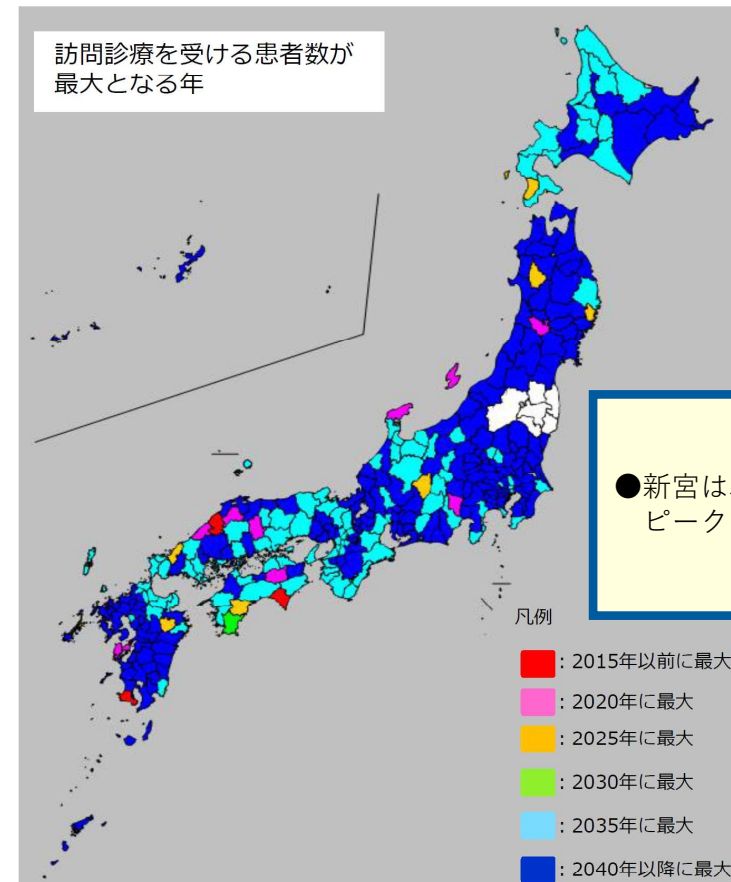 訪問診療を受ける患者数が
最大となる年
●新宮は
ピーク
凡例
：2015年以前に最大
：2020年に最大
：2025年に最大
：2030年に最大
：2035年に最大
：2040年以降に最大